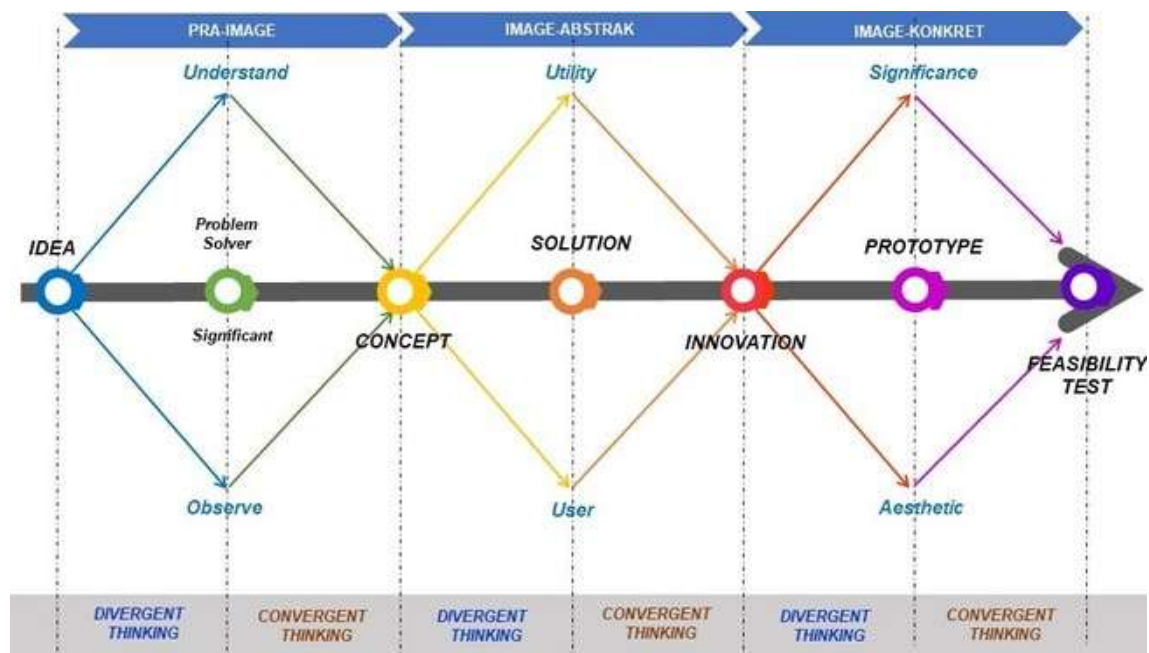 PRA-IMAGE
IMAGE-ABSTRAK
IMAGE-KONKRET
Understand
Utility
Significance
IDEA
Problem
Solver
SOLUTION
PROTOTYPE
Significant
CONCEPT
INNOVATION
FEASIBILITY
TEST
Observe
User
Aesthetic
DIVERGENT
THINKING
CONVERGENT
THINKING
DIVERGENT
THINKING
CONVERGENT
THINKING
DIVERGENT
THINKING
CONVERGENT
THINKING